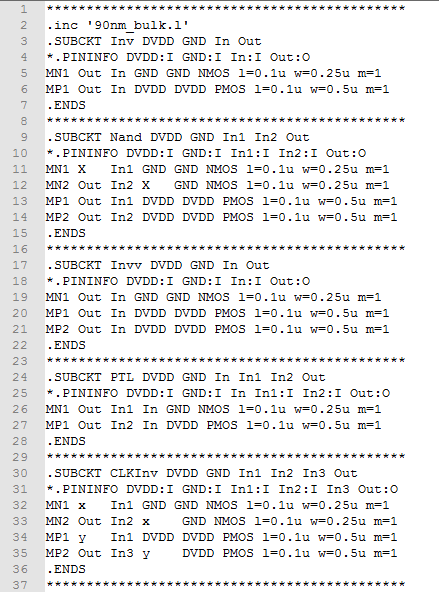 1 *********************************************
2 .inc '90nm_bulk.l'
3 .SUBCKT Inv DVDD GND In Out
4 *.PININFO DVDD:I GND:I In:I Out:O
5 MN1 Out In GND GND NMOS l=0.1u w=0.25u m=1
6 MP1 Out In DVDD DVDD PMOS l=0.1u w=0.5u m=1
7 .ENDS
8 *********************************************
9 .SUBCKT Nand DVDD GND In1 In2 Out
10 *.PININFO DVDD:I GND:I In1:I In2:I Out:O
11 MN1 X   In1 GND GND NMOS l=0.1u w=0.25u m=1
12 MN2 Out In2 X   GND NMOS l=0.1u w=0.25u m=1
13 MP1 Out In1 DVDD DVDD PMOS l=0.1u w=0.5u m=1
14 MP2 Out In2 DVDD DVDD PMOS l=0.1u w=0.5u m=1
15 .ENDS
16 *********************************************
17 .SUBCKT Invv DVDD GND In Out
18 *.PININFO DVDD:I GND:I In:I Out:O
19 MN1 Out In GND GND NMOS l=0.1u w=0.25u m=1
20 MP1 Out In DVDD DVDD PMOS l=0.1u w=0.5u m=1
21 MP2 Out In DVDD DVDD PMOS l=0.1u w=0.5u m=1
22 .ENDS
23 *********************************************
24 .SUBCKT PTL DVDD GND In In1 In2 Out
25 *.PININFO DVDD:I GND:I In In1:I In2:I Out:O
26 MN1 Out In1 In GND NMOS l=0.1u w=0.25u m=1
27 MP1 Out In2 In DVDD PMOS l=0.1u w=0.5u m=1
28 .ENDS
29 *********************************************
30 .SUBCKT CLKInv DVDD GND In1 In2 In3 Out
31 *.PININFO DVDD:I GND:I In1:I In2:I In3 Out:O
32 MN1 x   In1 GND GND NMOS l=0.1u w=0.25u m=1
33 MN2 Out In2 x    GND NMOS l=0.1u w=0.25u m=1
34 MP1 y   In1 DVDD DVDD PMOS l=0.1u w=0.5u m=1
35 MP2 Out In3 y    DVDD PMOS l=0.1u w=0.5u m=1
36 .ENDS
37 *********************************************